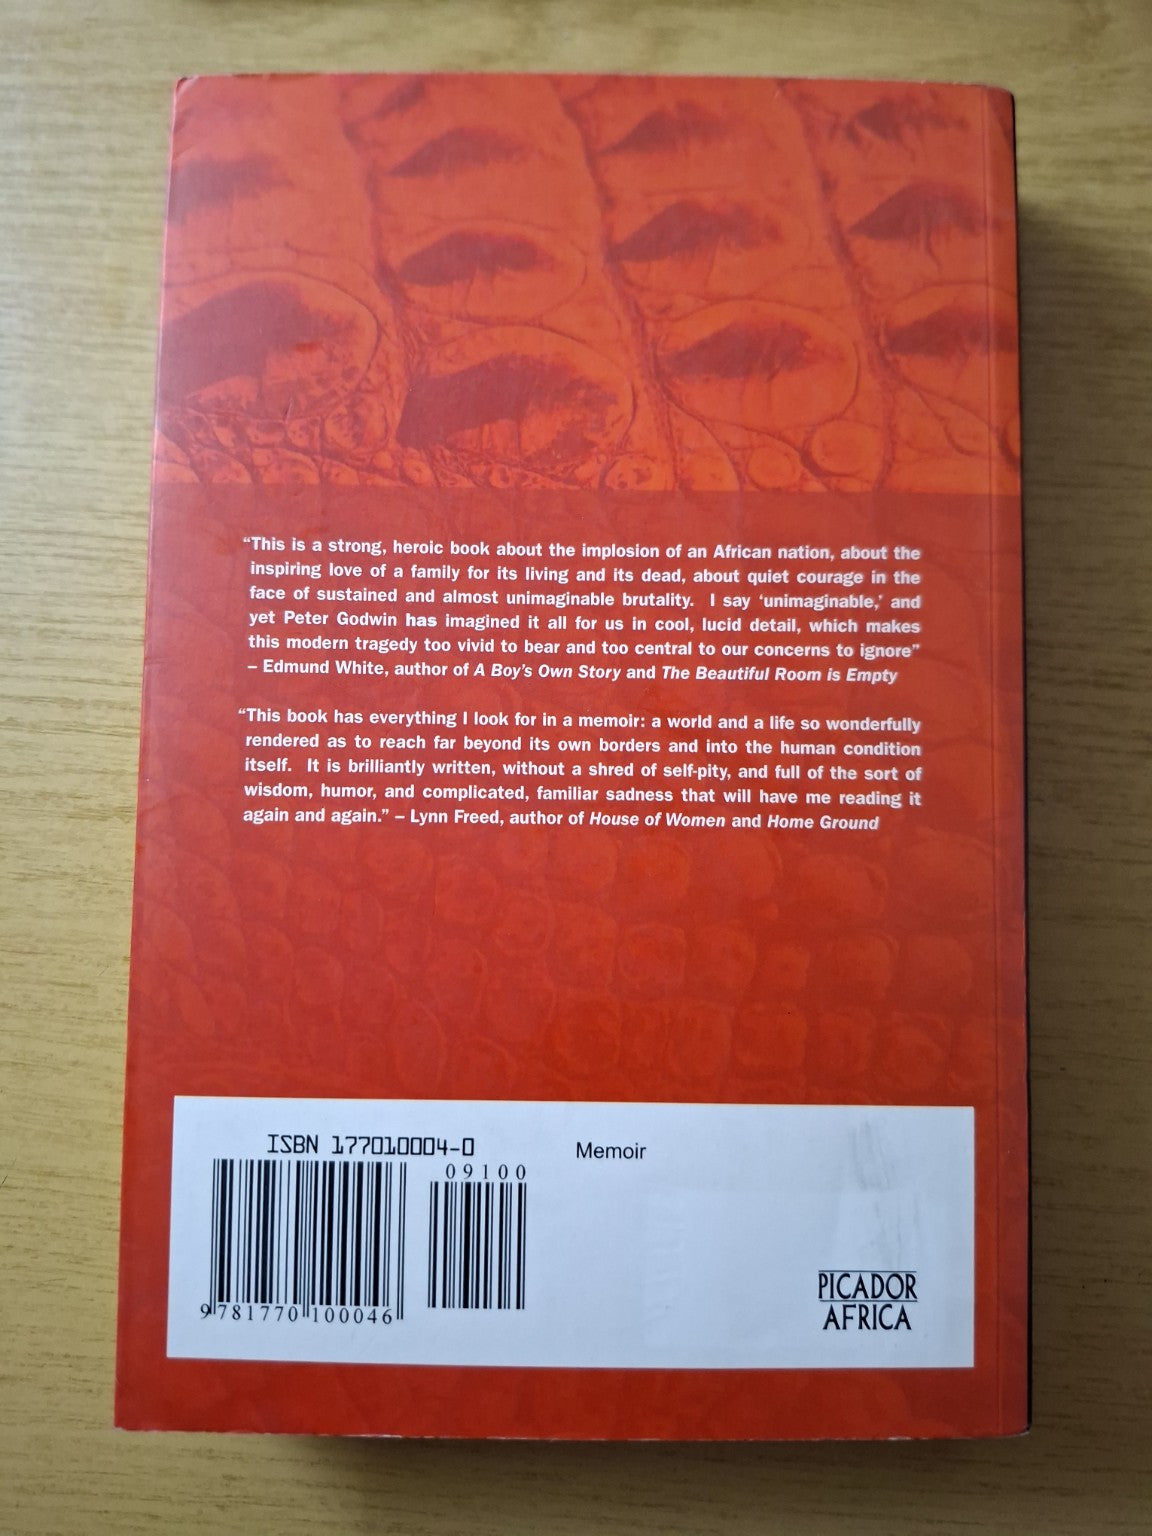 “This is a strong, heroic book about the implosion of an African nation, about the
inspiring love of a family for its living and its dead, about quiet courage in the
face of sustained and almost unimaginable brutality. I say ‘unimaginable,’ and
yet Peter Godwin has imagined it all for us in cool, lucid detail, which makes
this modern tragedy too vivid to bear and too central to our concerns to ignore”
– Edmund White, author of A Boy’s Own Story and The Beautiful Room is Empty
“This book has everything I look for in a memoir: a world and a life so wonderfully
rendered as to reach far beyond its own borders and into the human condition
itself. It is brilliantly written, without a shred of self-pity, and full of the sort of
wisdom, humor, and complicated, familiar sadness that will have me reading it
again and again.” – Lynn Freed, author of House of Women and Home Ground
ISBN 177010004-0
Memoir
09100
9 781770 100046
PICADOR
AFRICA